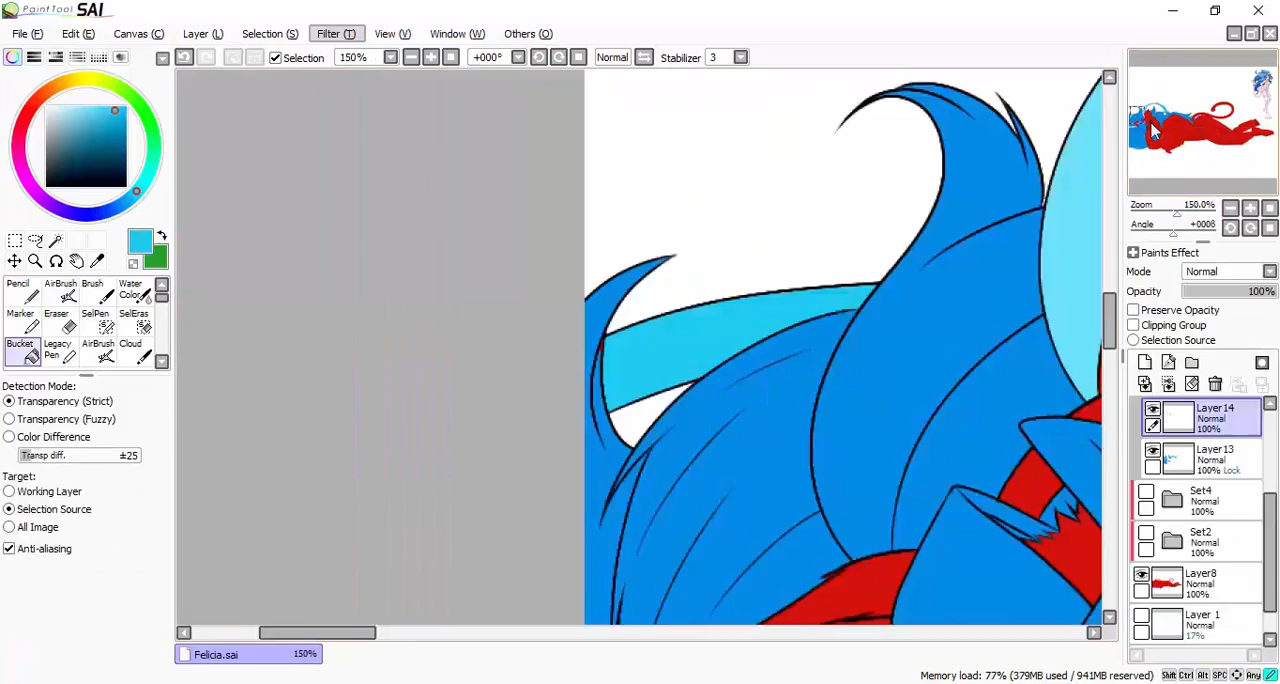 PaintTool SAI
File (F) Edit (E) Canvas (C) Layer (L) Selection (S) Filter (T) View (V) Window (W) Others (O)
Selection 150% +000° Normal Stabilizer 3
Zoom 150.0%
Angle +000ß
Paints Effect
Mode Normal
Opacity 100%
Preserve Opacity
Clipping Group
Selection Source
Pencil AirBrush Brush Water Color
Marker Eraser SelPen SelEras
Bucket Legacy Pen AirBrush Cloud
Detection Mode:
Transparency (Strict)
Transparency (Fuzzy)
Color Difference
Transp diff. ±25
Target:
Working Layer
Selection Source
All Image
Anti-aliasing
Layer14
Normal
100%
Layer13
Normal
100% Lock
Set4
Normal
100%
Set2
Normal
100%
Layer8
Normal
100%
Layer 1
Normal
17%
Felicia.sai 150%
Memory load: 77% (379MB used / 941MB reserved) Shift Ctrl Alt SPC Any